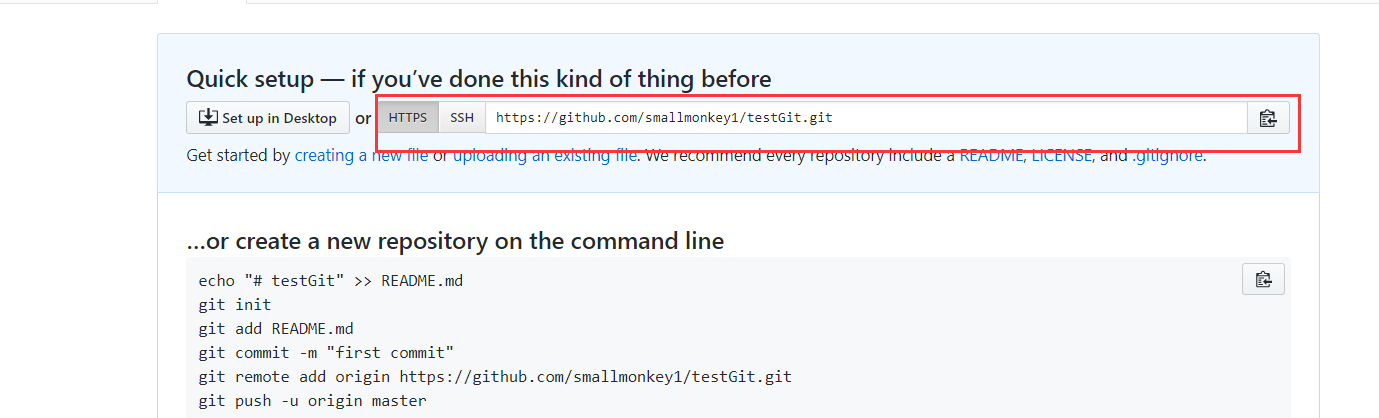 Quick setup — if you’ve done this kind of thing before
Set up in Desktop or HTTPS SSH https://github.com/smallmonkey1/testGit.git
Get started by creating a new file or uploading an existing file. We recommend every repository include a README, LICENSE, and .gitignore.
…or create a new repository on the command line
echo "# testGit" >> README.md
git init
git add README.md
git commit -m "first commit"
git remote add origin https://github.com/smallmonkey1/testGit.git
git push -u origin master